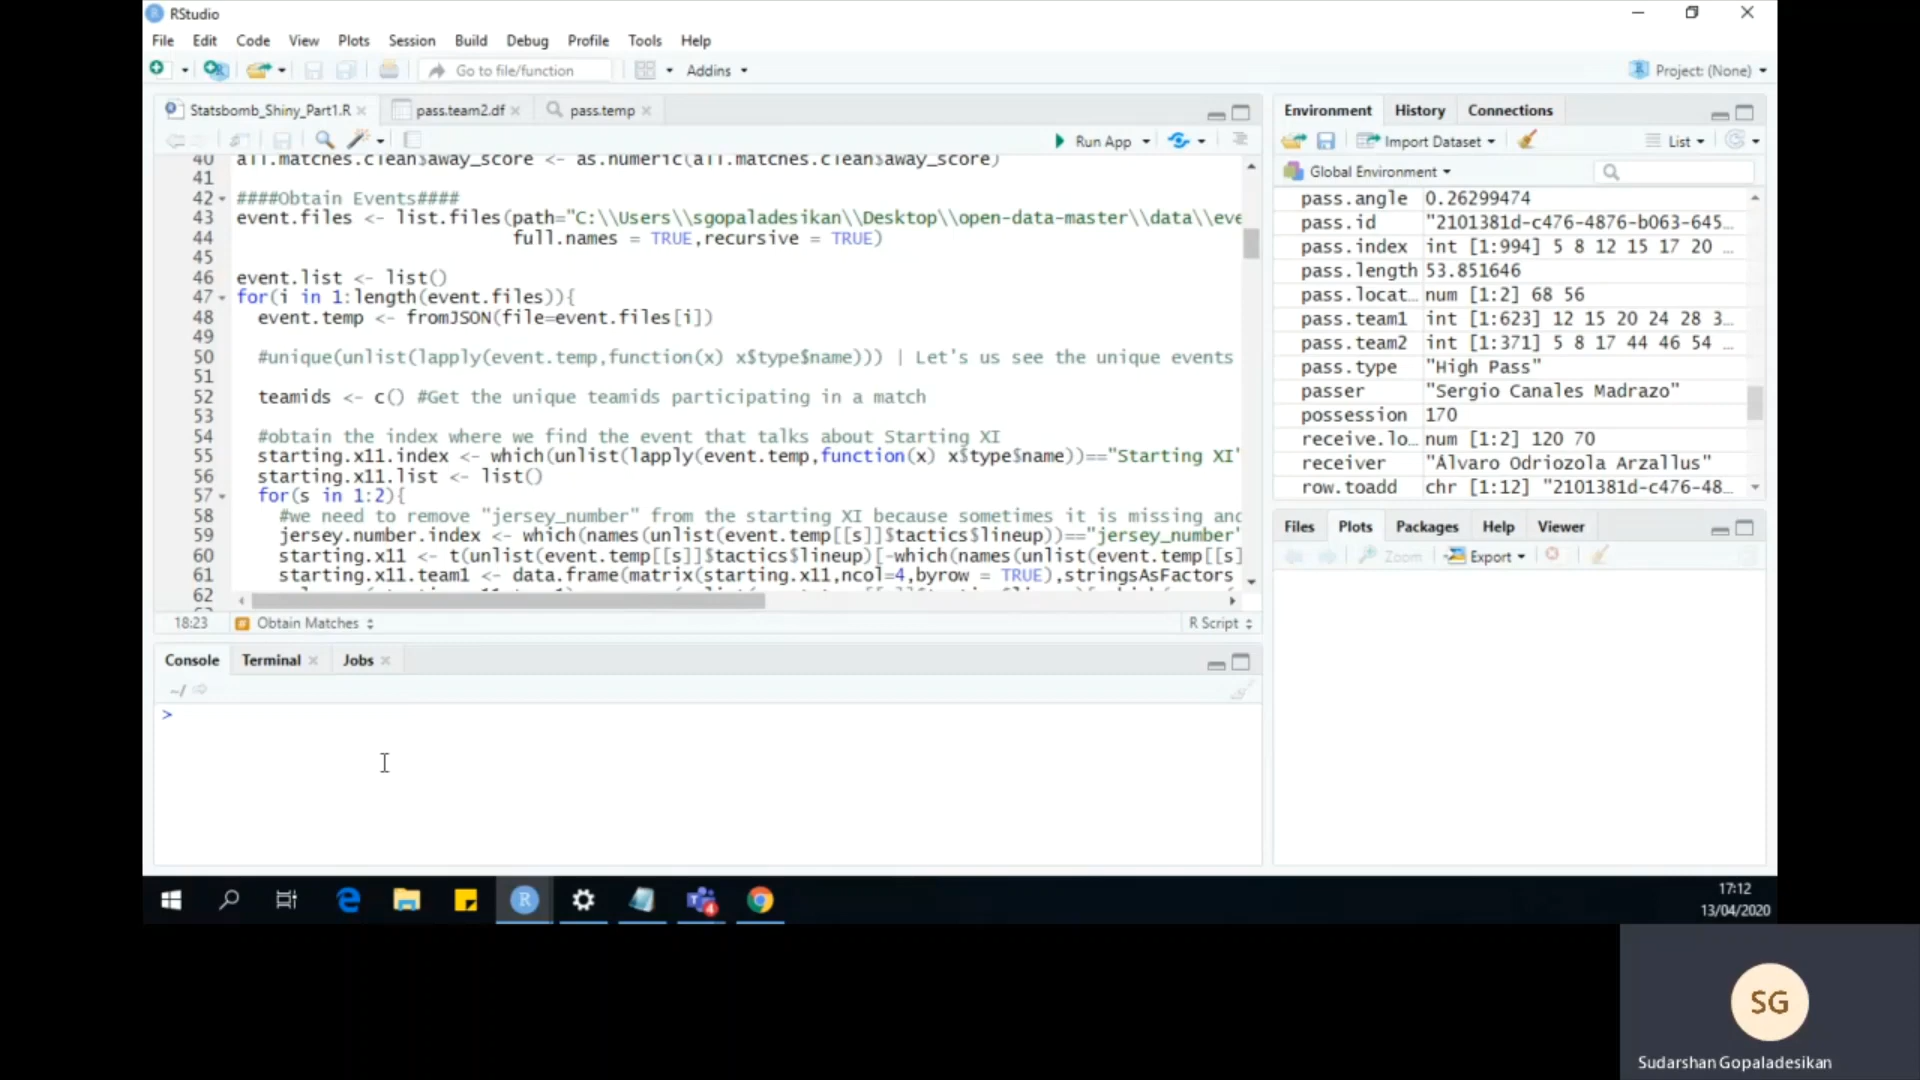 RStudio
File Edit Code View Plots Session Build Debug Profile Tools Help
Go to file/function Addins Project: (None)
Statsbomb_Shiny_Part1.R pass.team2.df pass.temp
Run App
40 all.matches.clean$away_score <- as.numeric(all.matches.clean$away_score)
41
42 ####Obtain Events####
43 event.files <- list.files(path="C:\\Users\\sgopaladesikan\\Desktop\\open-data-master\\data\\eve
44 full.names = TRUE,recursive = TRUE)
45
46 event.list <- list()
47 for(i in 1:length(event.files)){
48 event.temp <- fromJSON(file=event.files[i])
49
50 #unique(unlist(lapply(event.temp,function(x) x$type$name))) | Let's us see the unique events
51
52 teamids <- c() #Get the unique teamids participating in a match
53
54 #obtain the index where we find the event that talks about Starting XI
55 starting.x11.index <- which(unlist(lapply(event.temp,function(x) x$type$name))=="Starting XI"
56 starting.x11.list <- list()
57 for(s in 1:2){
58 #we need to remove "jersey_number" from the starting XI because sometimes it is missing and
59 jersey.number.index <- which(names(unlist(event.temp[[s]]$tactics$lineup))=="jersey_number"
60 starting.x11 <- t(unlist(event.temp[[s]]$tactics$lineup)[-which(names(unlist(event.temp[[s]]
61 starting.x11.team1 <- data.frame(matrix(starting.x11,ncol=4,byrow = TRUE),stringsAsFactors
62
18:23 Obtain Matches R Script
Console Terminal Jobs
~/
>
Environment History Connections
Import Dataset List
Global Environment
pass.angle 0.26299474
pass.id "2101381d-c476-4876-b063-645…
pass.index int [1:994] 5 8 12 15 17 20 …
pass.length 53.851646
pass.locat… num [1:2] 68 56
pass.team1 int [1:623] 12 15 20 24 28 3…
pass.team2 int [1:371] 5 8 17 44 46 54 …
pass.type "High Pass"
passer "Sergio Canales Madrazo"
possession 170
receive.lo… num [1:2] 120 70
receiver "Álvaro Odriozola Arzallus"
row.toadd chr [1:12] "2101381d-c476-48…
Files Plots Packages Help Viewer
Zoom Export
17:12
13/04/2020
SG
Sudarshan Gopaladesikan